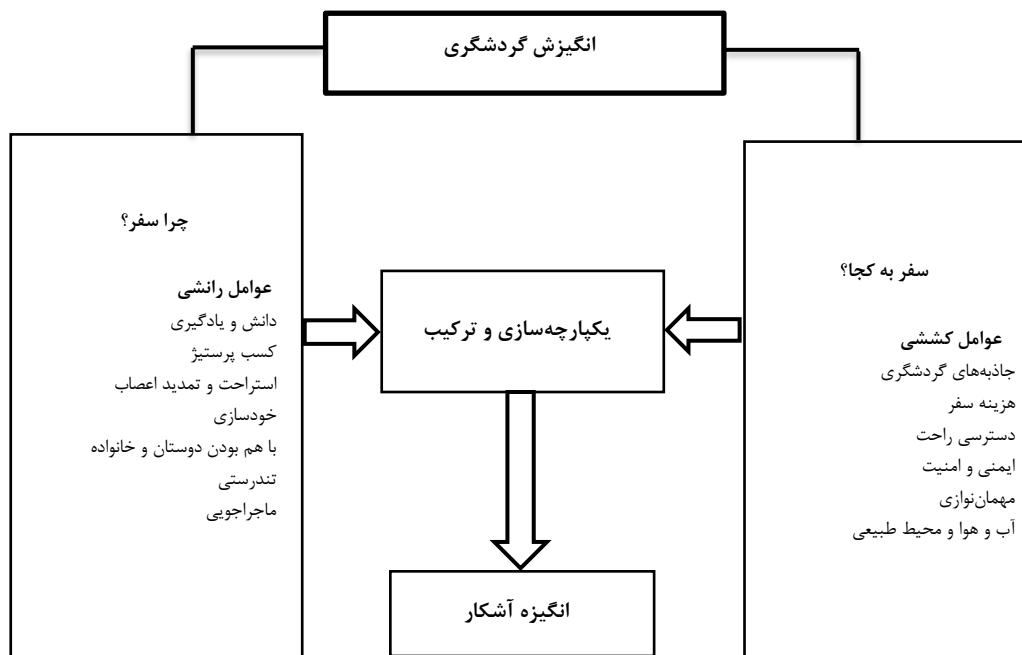 انگیزش گردشگری
سفر به کجا؟
عوامل کششی
جاذبه‌های گردشگری
هزینه سفر
دسترسی راحت
ایمنی و امنیت
مهمان‌نوازی
آب و هوا و محیط طبیعی
یکپارچه‌سازی و ترکیب
چرا سفر؟
عوامل رانشی
دانش و یادگیری
کسب پرستیژ
استراحت و تمدید اعصاب
خودسازی
با هم بودن دوستان و خانواده
تندرستی
ماجراجویی
انگیزه آشکار